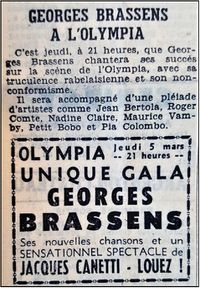 GEORGES BRASSENS
A L'OLYMPIA
C'est jeudi, à 21 heures, que Geor-
ges Brassens chantera ses succès
sur la scène de l'Olympia, avec sa
truculence rabelaisienne et son non-
conformisme.
Il sera accompagné d'une pléiade
d'artistes comme Jean Bertola, Roger
Comte, Nadine Claire, Maurice Vam-
by, Petit Bobo et Pia Colombo.
OLYMPIA Jeudi 5 mars
-- 21 heures --
UNIQUE GALA
GEORGES
BRASSENS
Ses nouvelles chansons et un
SENSATIONNEL SPECTACLE de
JACQUES CANETTI - LOUEZ !